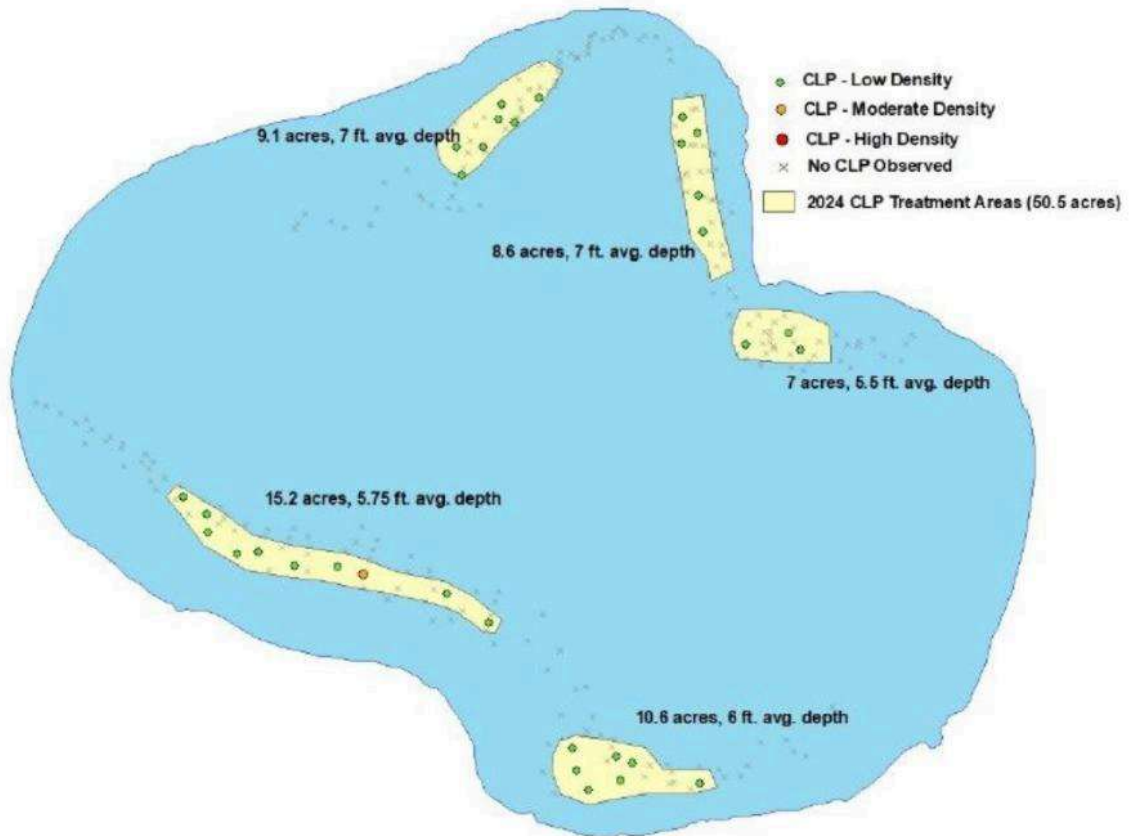 CLP - Low Density
CLP - Moderate Density
CLP - High Density
No CLP Observed
2024 CLP Treatment Areas (50.5 acres)
9.1 acres, 7 ft. avg. depth
8.6 acres, 7 ft. avg. depth
7 acres, 5.5 ft. avg. depth
15.2 acres, 5.75 ft. avg. depth
10.6 acres, 6 ft. avg. depth